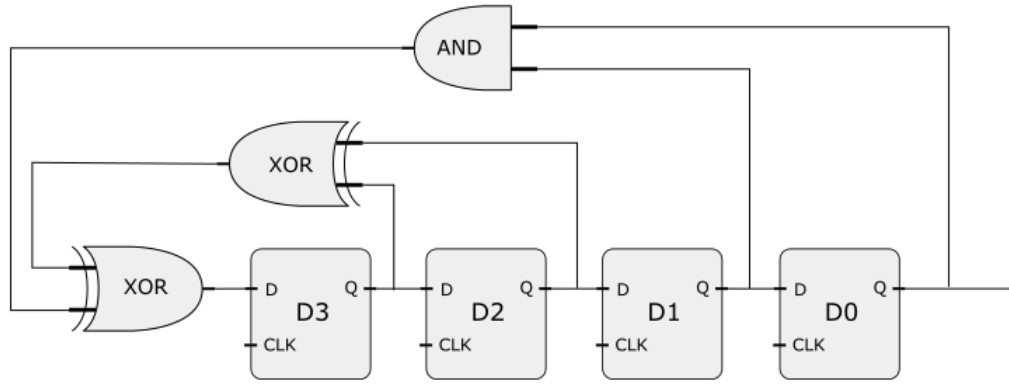 AND
XOR
XOR
D Q D Q D Q D Q
D3 D2 D1 D0
CLK CLK CLK CLK